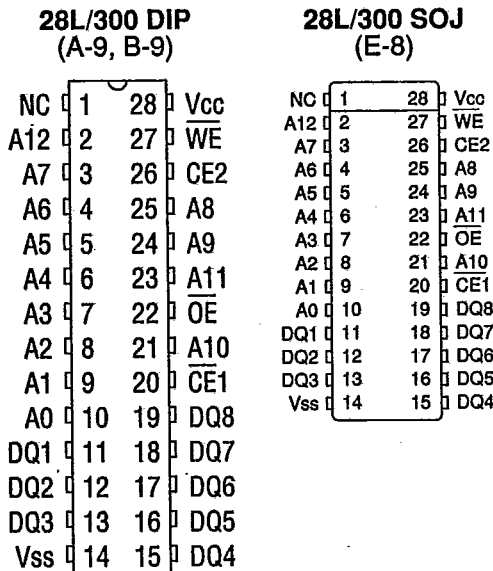 28L/300 DIP
(A-9, B-9)
NC 1 28 Vcc
A12 2 27 WE
A7 3 26 CE2
A6 4 25 A8
A5 5 24 A9
A4 6 23 A11
A3 7 22 OE
A2 8 21 A10
A1 9 20 CE1
A0 10 19 DQ8
DQ1 11 18 DQ7
DQ2 12 17 DQ6
DQ3 13 16 DQ5
Vss 14 15 DQ4
28L/300 SOJ
(E-8)
NC 1 28 Vcc
A12 2 27 WE
A7 3 26 CE2
A6 4 25 A8
A5 5 24 A9
A4 6 23 A11
A3 7 22 OE
A2 8 21 A10
A1 9 20 CE1
A0 10 19 DQ8
DQ1 11 18 DQ7
DQ2 12 17 DQ6
DQ3 13 16 DQ5
Vss 14 15 DQ4